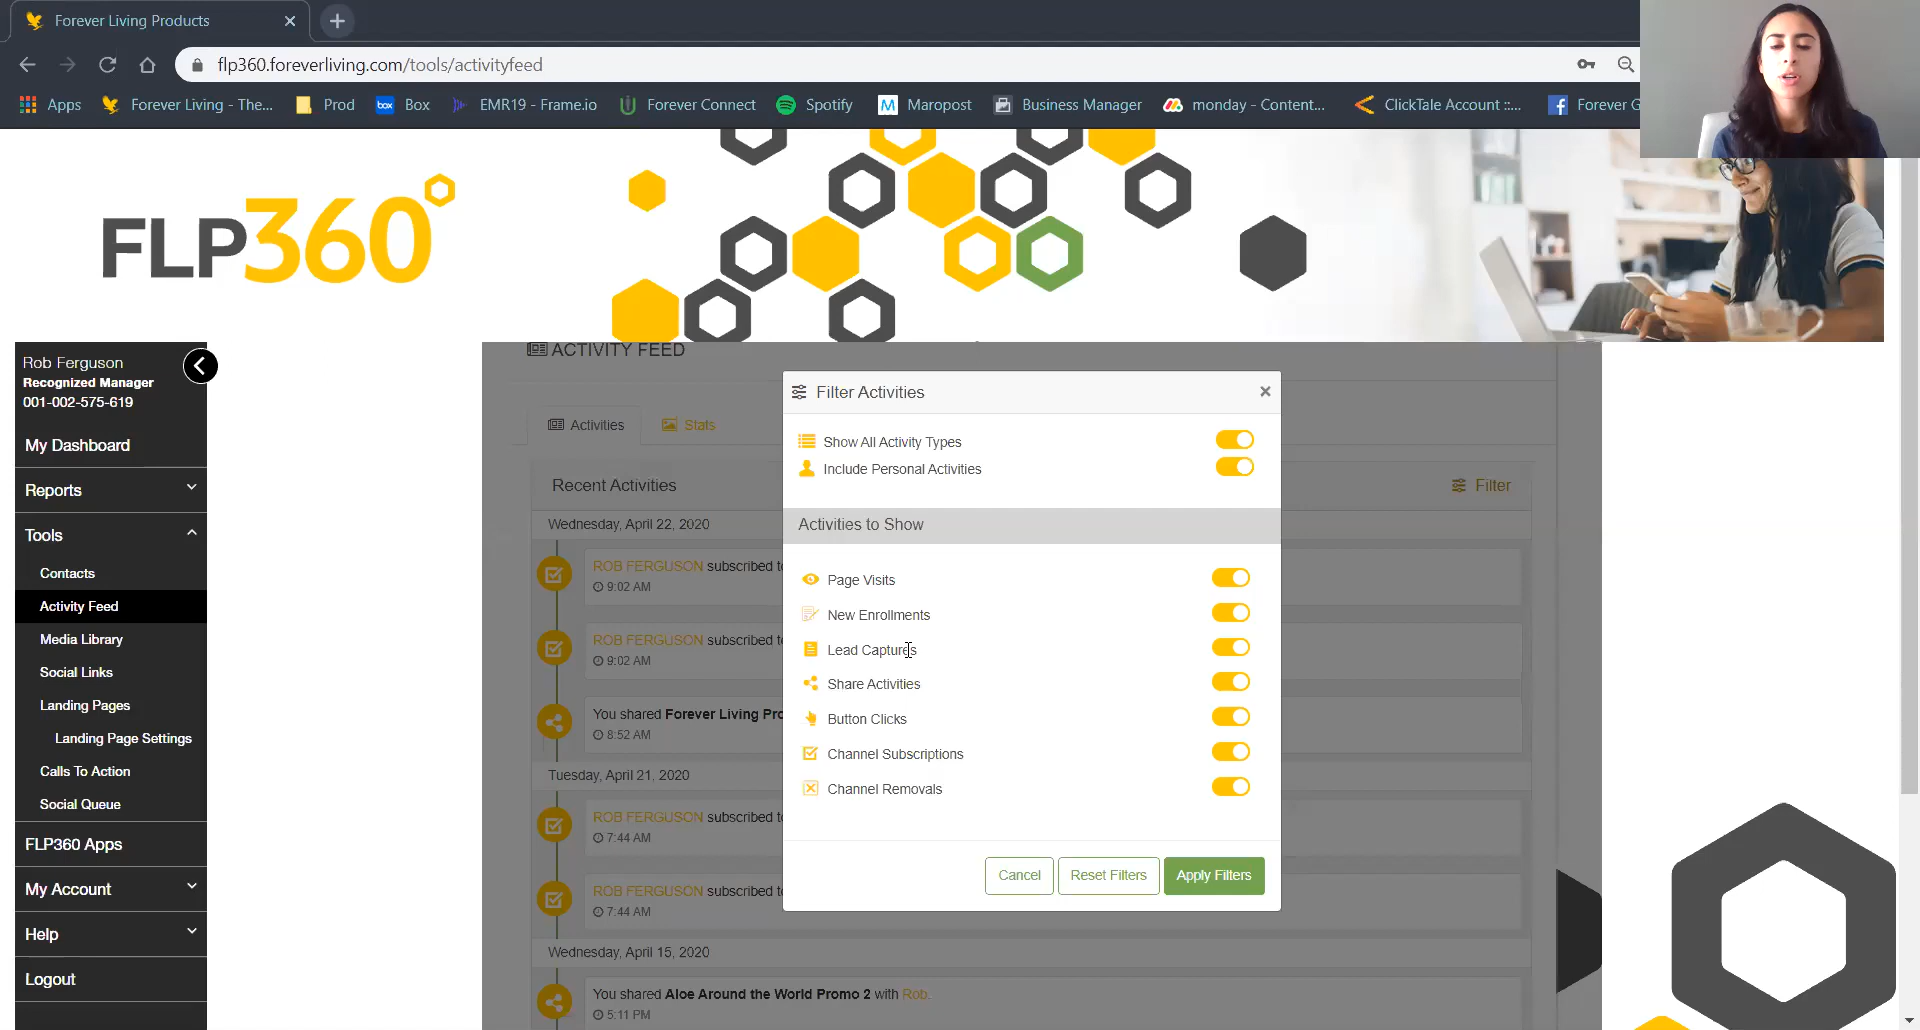 Forever Living Products
flp360.foreverliving.com/tools/activityfeed
Apps Forever Living - The... Prod box Box EMR19 - Frame.io Forever Connect Spotify M Maropost Business Manager monday - Content... ClickTale Account ::... Forever G
FLP360
Rob Ferguson
Recognized Manager
001-002-575-619
My Dashboard
Reports
Tools
Contacts
Activity Feed
Media Library
Social Links
Landing Pages
Landing Page Settings
Calls To Action
Social Queue
FLP360 Apps
My Account
Help
Logout
ACTIVITY FEED
Activities Stats
Recent Activities Filter
Wednesday, April 22, 2020
ROB FERGUSON subscribed to
9:02 AM
ROB FERGUSON subscribed to
9:02 AM
You shared Forever Living Pro
8:52 AM
Tuesday, April 21, 2020
ROB FERGUSON subscribed to
7:44 AM
ROB FERGUSON subscribed to
7:44 AM
Wednesday, April 15, 2020
You shared Aloe Around the World Promo 2 with Rob.
5:11 PM
Filter Activities
Show All Activity Types
Include Personal Activities
Activities to Show
Page Visits
New Enrollments
Lead Captures
Share Activities
Button Clicks
Channel Subscriptions
Channel Removals
Cancel Reset Filters Apply Filters